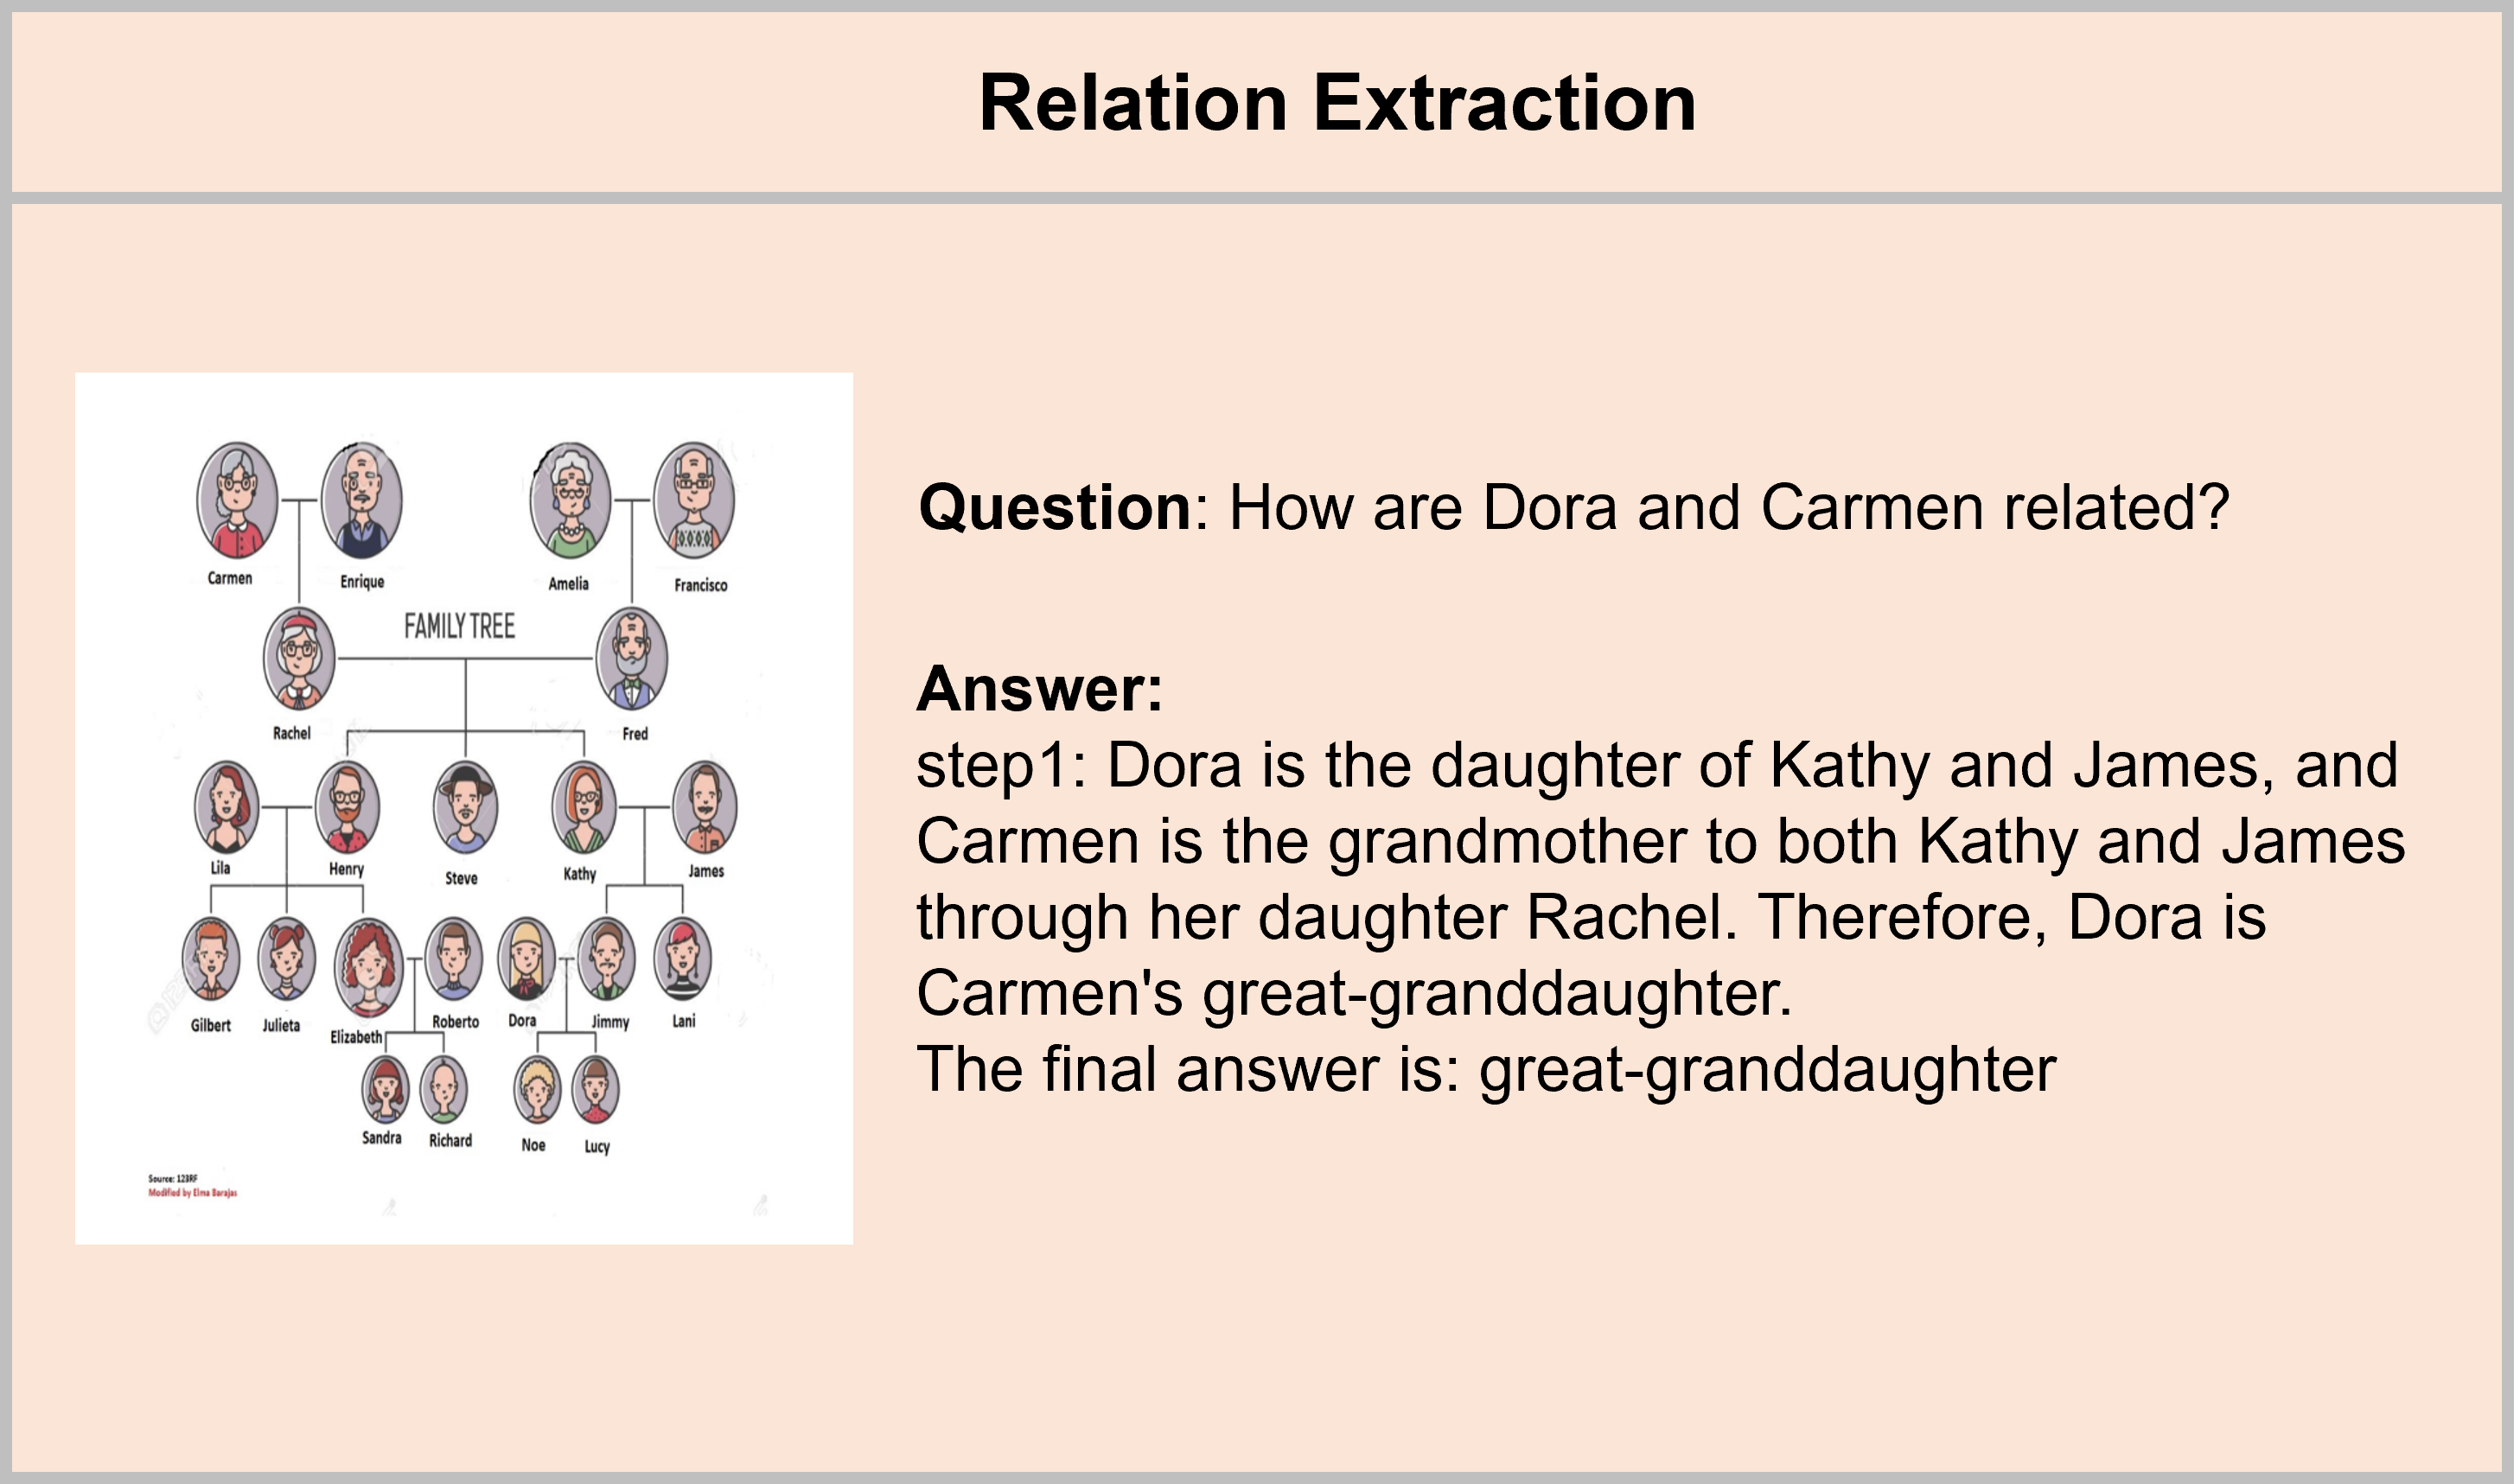 Relation Extraction
Carmen
Enrique
Amelia
Francisco
FAMILY TREE
Rachel
Fred
Lila
Henry
Steve
Kathy
James
Gilbert
Julieta
Elizabeth
Roberto
Dora
Jimmy
Lani
Sandra
Richard
Noe
Lucy
Source: 123RF
Modified by Elma Barajas
Question: How are Dora and Carmen related?
Answer:
step1: Dora is the daughter of Kathy and James, and
Carmen is the grandmother to both Kathy and James
through her daughter Rachel. Therefore, Dora is
Carmen's great-granddaughter.
The final answer is: great-granddaughter